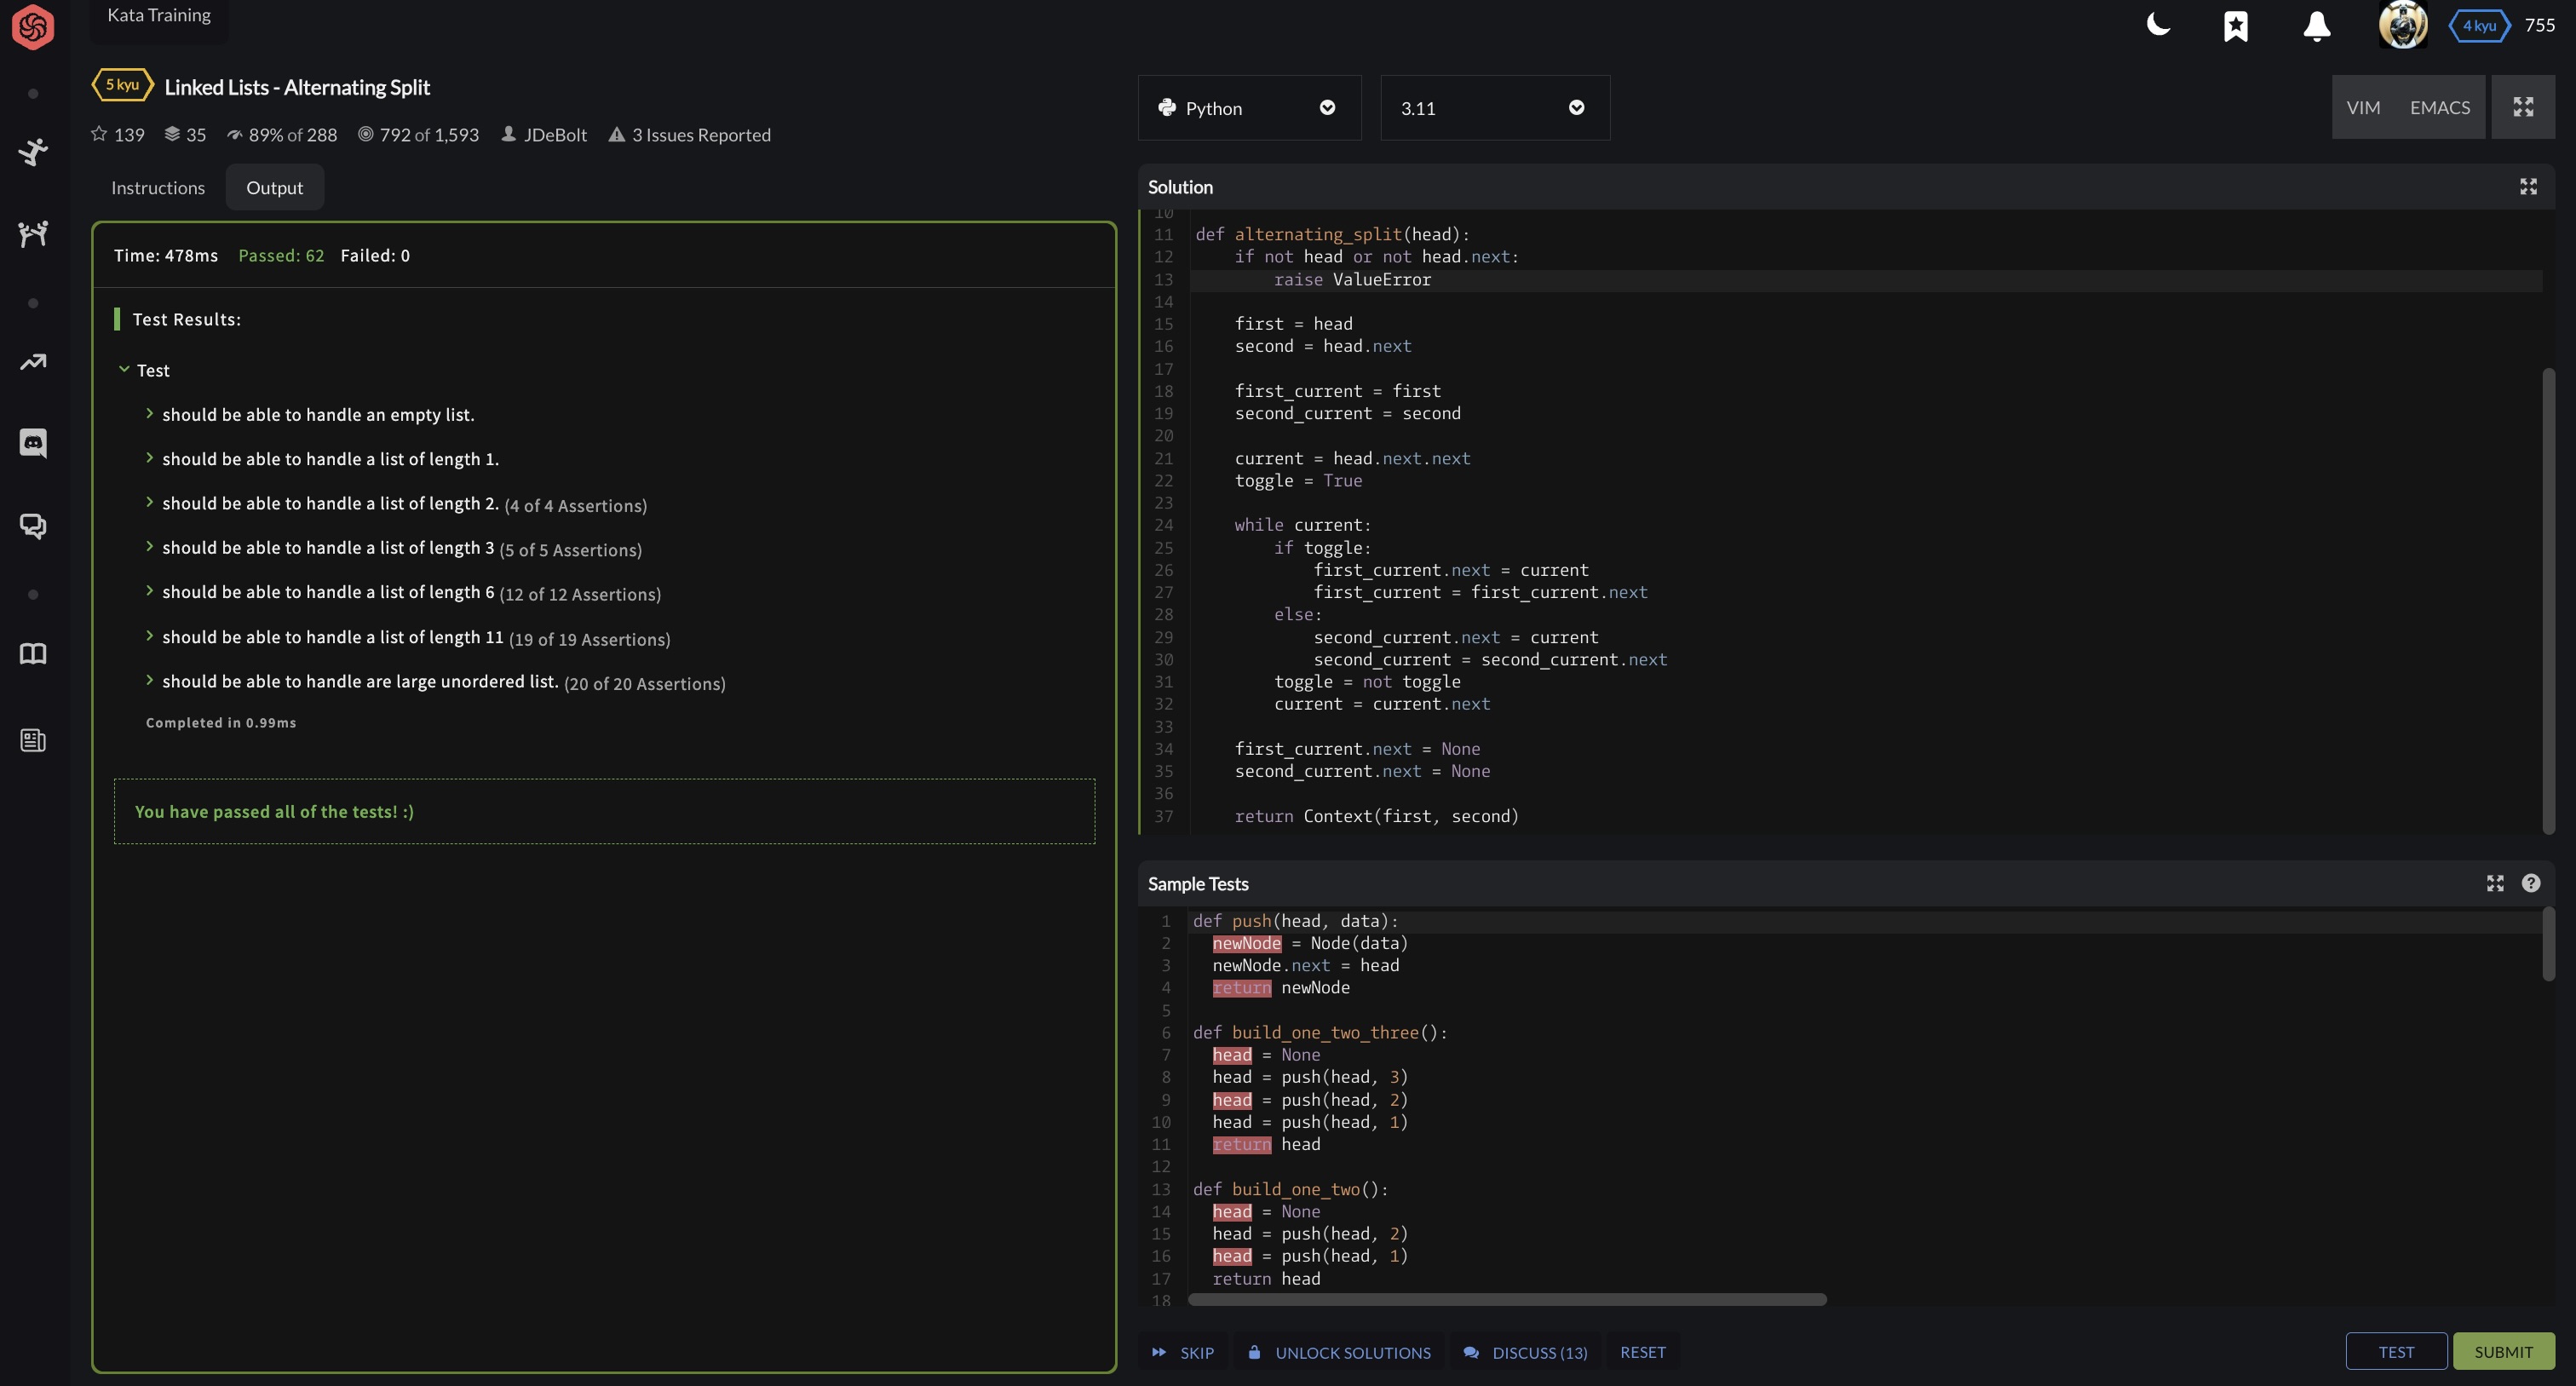 Kata Training
4 kyu 755
5 kyu Linked Lists - Alternating Split
139 35 89% of 288 792 of 1,593 JDeBolt 3 Issues Reported
Instructions Output
Time: 478ms Passed: 62 Failed: 0
Test Results:
Test
should be able to handle an empty list.
should be able to handle a list of length 1.
should be able to handle a list of length 2. (4 of 4 Assertions)
should be able to handle a list of length 3 (5 of 5 Assertions)
should be able to handle a list of length 6 (12 of 12 Assertions)
should be able to handle a list of length 11 (19 of 19 Assertions)
should be able to handle are large unordered list. (20 of 20 Assertions)
Completed in 0.99ms
You have passed all of the tests! :)
Python 3.11 VIM EMACS
Solution
10
11 def alternating_split(head):
12     if not head or not head.next:
13         raise ValueError
14
15     first = head
16     second = head.next
17
18     first_current = first
19     second_current = second
20
21     current = head.next.next
22     toggle = True
23
24     while current:
25         if toggle:
26             first_current.next = current
27             first_current = first_current.next
28         else:
29             second_current.next = current
30             second_current = second_current.next
31         toggle = not toggle
32         current = current.next
33
34     first_current.next = None
35     second_current.next = None
36
37     return Context(first, second)
Sample Tests ?
1 def push(head, data):
2   newNode = Node(data)
3   newNode.next = head
4   return newNode
5
6 def build_one_two_three():
7   head = None
8   head = push(head, 3)
9   head = push(head, 2)
10   head = push(head, 1)
11   return head
12
13 def build_one_two():
14   head = None
15   head = push(head, 2)
16   head = push(head, 1)
17   return head
18
SKIP UNLOCK SOLUTIONS DISCUSS (13) RESET TEST SUBMIT